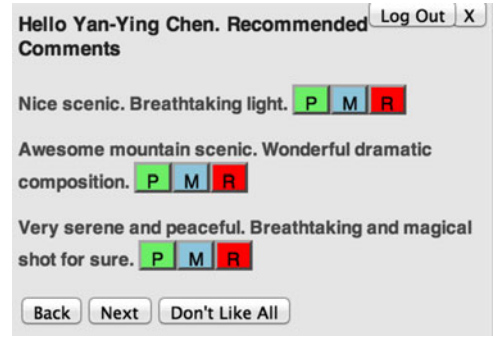 Hello Yan-Ying Chen. Recommended Log Out X
Comments
Nice scenic. Breathtaking light. P M R
Awesome mountain scenic. Wonderful dramatic
composition. P M R
Very serene and peaceful. Breathtaking and magical
shot for sure. P M R
Back Next Don't Like All